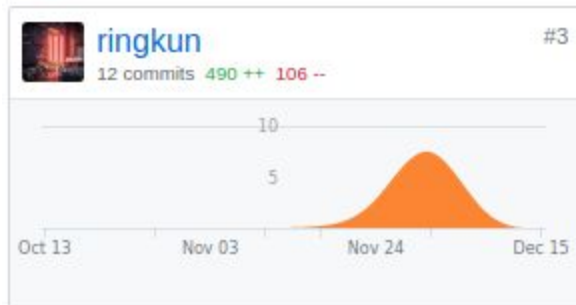 ringkun
#3
12 commits 490 ++ 106 --
10
5
Oct 13 Nov 03 Nov 24 Dec 15